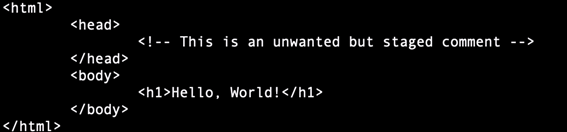 <html>
<head>
<!-- This is an unwanted but staged comment -->
</head>
<body>
<h1>Hello, World!</h1>
</body>
</html>